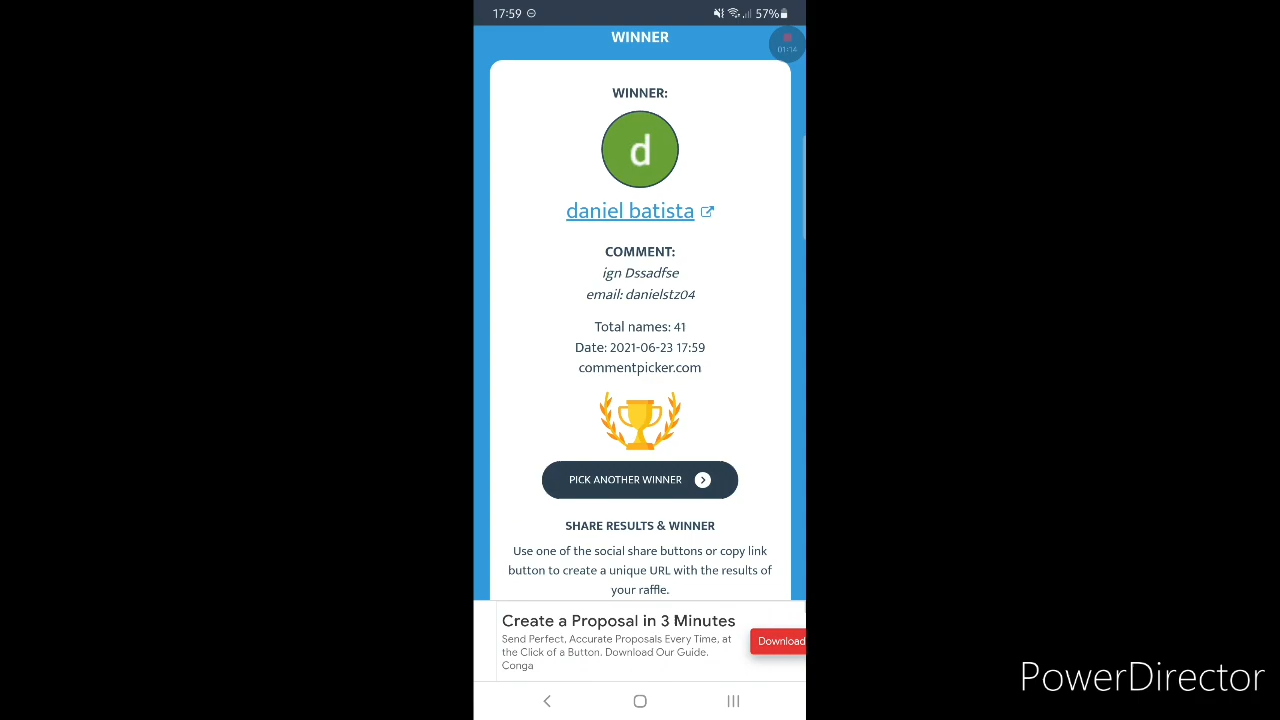 17:59
57%
WINNER
01:14
WINNER:
d
daniel batista
COMMENT:
ign Dssadfse
email: danielstz04
Total names: 41
Date: 2021-06-23 17:59
commentpicker.com
PICK ANOTHER WINNER
SHARE RESULTS & WINNER
Use one of the social share buttons or copy link
button to create a unique URL with the results of
your raffle.
Create a Proposal in 3 Minutes
Send Perfect, Accurate Proposals Every Time, at
the Click of a Button. Download Our Guide.
Conga
Download
PowerDirector